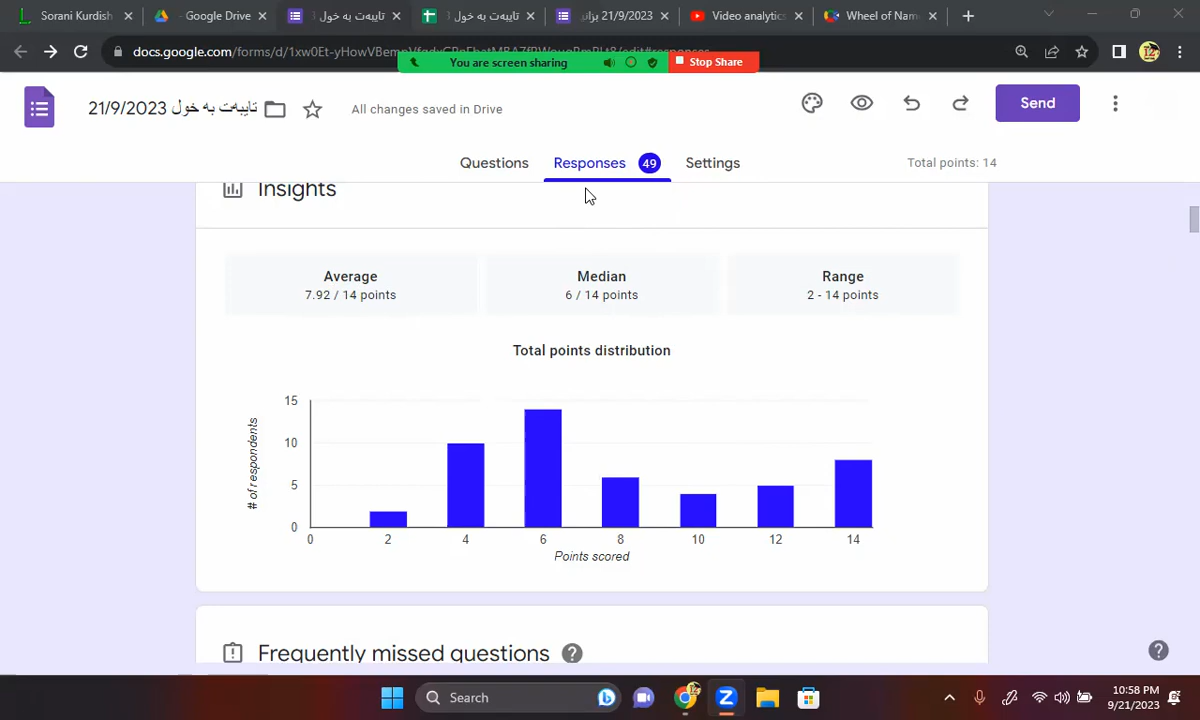 Sorani Kurdish
- Google Drive
تایبەت بە خول
تایبەت بە خول
21/9/2023
Video analytics
Wheel of Nam
You are screen sharing
Stop Share
21/9/2023 تایبەت بە خول
All changes saved in Drive
Send
Questions
Responses 49
Settings
Total points: 14
Insights
Average
7.92 / 14 points
Median
6 / 14 points
Range
2 - 14 points
Total points distribution
# of respondents
15
10
5
0
0 2 4 6 8 10 12 14
Points scored
Frequently missed questions
Search
10:58 PM
9/21/2023